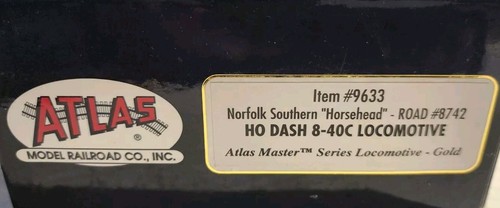 ATLAS
®
MODEL RAILROAD CO., INC.
Item #9633
Norfolk Southern "Horsehead" - ROAD #8742
HO DASH 8-40C LOCOMOTIVE
Atlas Master™ Series Locomotive - Gold